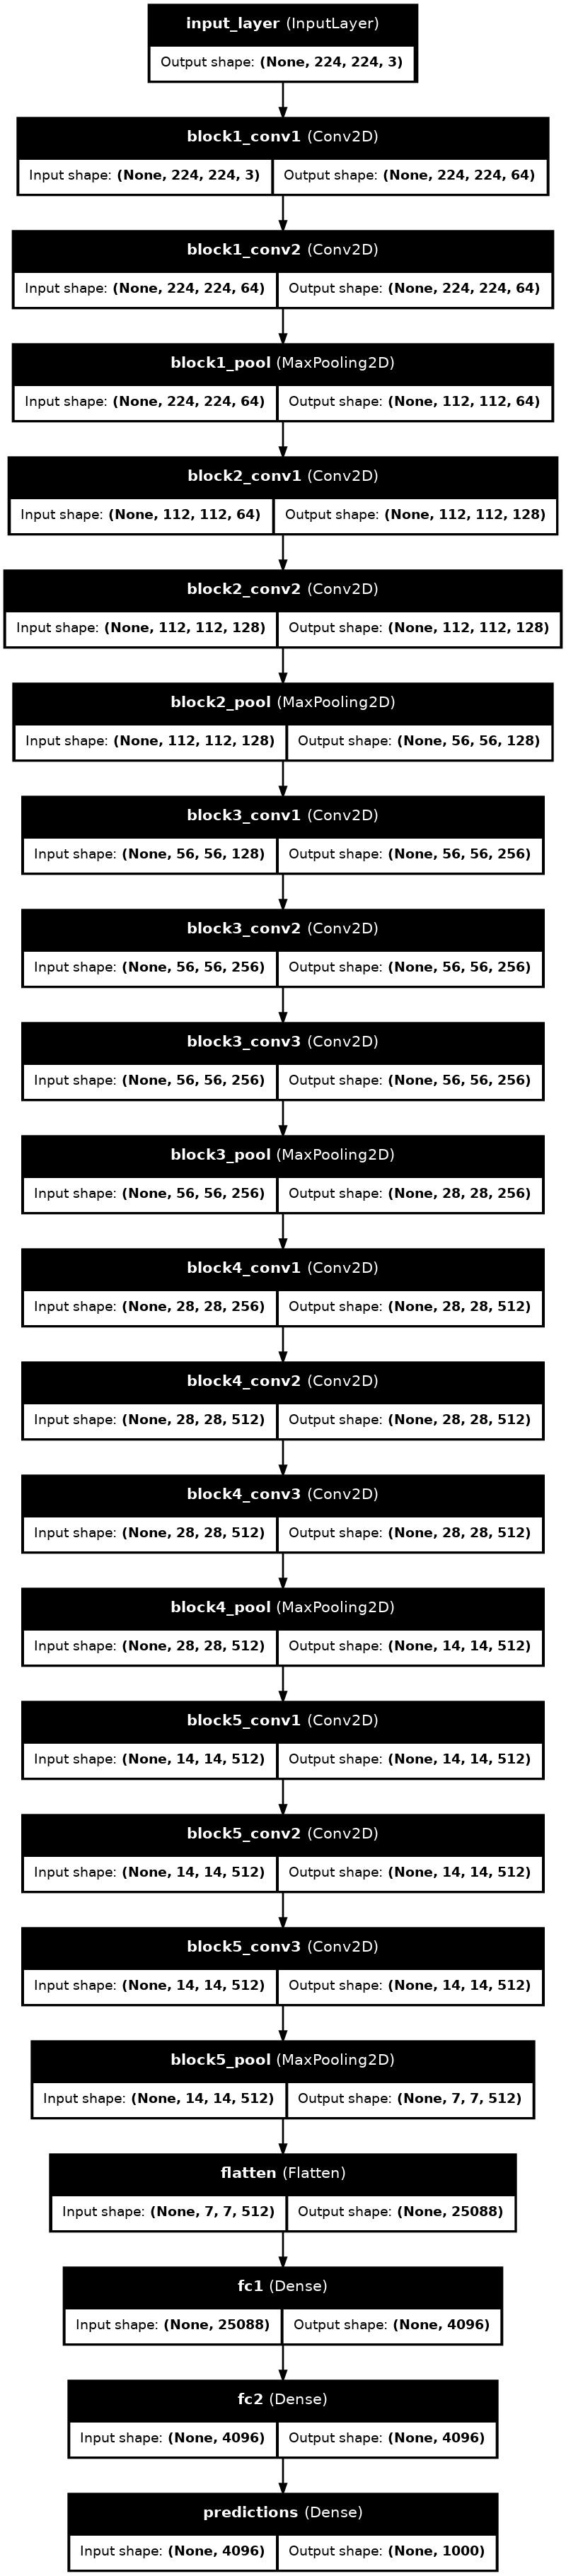 input_layer (InputLayer)
Output shape: (None, 224, 224, 3)
block1_conv1 (Conv2D)
Input shape: (None, 224, 224, 3) Output shape: (None, 224, 224, 64)
block1_conv2 (Conv2D)
Input shape: (None, 224, 224, 64) Output shape: (None, 224, 224, 64)
block1_pool (MaxPooling2D)
Input shape: (None, 224, 224, 64) Output shape: (None, 112, 112, 64)
block2_conv1 (Conv2D)
Input shape: (None, 112, 112, 64) Output shape: (None, 112, 112, 128)
block2_conv2 (Conv2D)
Input shape: (None, 112, 112, 128) Output shape: (None, 112, 112, 128)
block2_pool (MaxPooling2D)
Input shape: (None, 112, 112, 128) Output shape: (None, 56, 56, 128)
block3_conv1 (Conv2D)
Input shape: (None, 56, 56, 128) Output shape: (None, 56, 56, 256)
block3_conv2 (Conv2D)
Input shape: (None, 56, 56, 256) Output shape: (None, 56, 56, 256)
block3_conv3 (Conv2D)
Input shape: (None, 56, 56, 256) Output shape: (None, 56, 56, 256)
block3_pool (MaxPooling2D)
Input shape: (None, 56, 56, 256) Output shape: (None, 28, 28, 256)
block4_conv1 (Conv2D)
Input shape: (None, 28, 28, 256) Output shape: (None, 28, 28, 512)
block4_conv2 (Conv2D)
Input shape: (None, 28, 28, 512) Output shape: (None, 28, 28, 512)
block4_conv3 (Conv2D)
Input shape: (None, 28, 28, 512) Output shape: (None, 28, 28, 512)
block4_pool (MaxPooling2D)
Input shape: (None, 28, 28, 512) Output shape: (None, 14, 14, 512)
block5_conv1 (Conv2D)
Input shape: (None, 14, 14, 512) Output shape: (None, 14, 14, 512)
block5_conv2 (Conv2D)
Input shape: (None, 14, 14, 512) Output shape: (None, 14, 14, 512)
block5_conv3 (Conv2D)
Input shape: (None, 14, 14, 512) Output shape: (None, 14, 14, 512)
block5_pool (MaxPooling2D)
Input shape: (None, 14, 14, 512) Output shape: (None, 7, 7, 512)
flatten (Flatten)
Input shape: (None, 7, 7, 512) Output shape: (None, 25088)
fc1 (Dense)
Input shape: (None, 25088) Output shape: (None, 4096)
fc2 (Dense)
Input shape: (None, 4096) Output shape: (None, 4096)
predictions (Dense)
Input shape: (None, 4096) Output shape: (None, 1000)